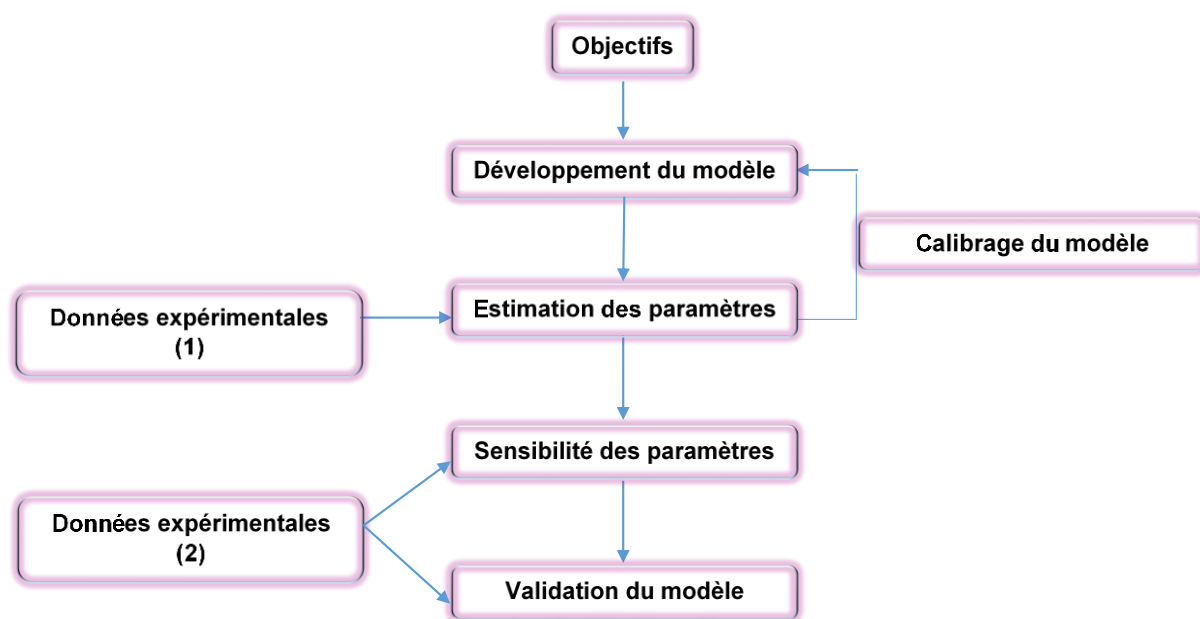 Objectifs
Développement du modèle
Calibrage du modèle
Estimation des paramètres
Données expérimentales
(1)
Sensibilité des paramètres
Données expérimentales
(2)
Validation du modèle